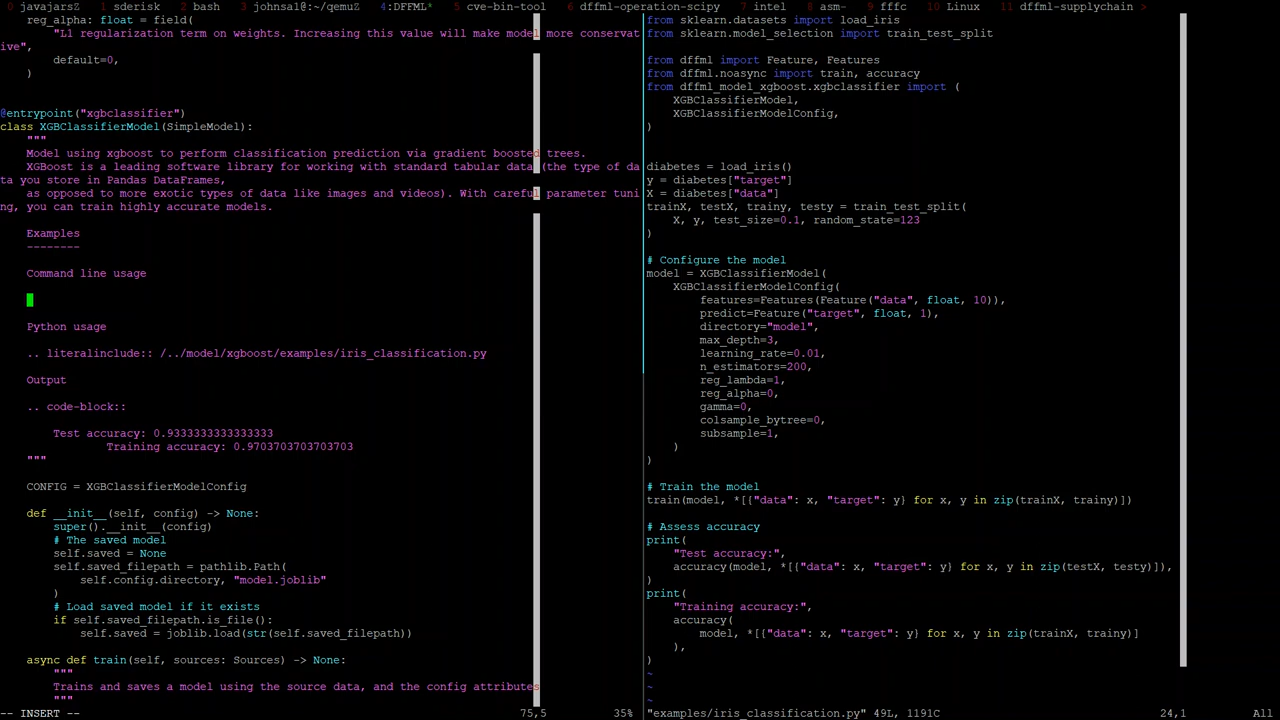 0 javajarsZ  1 sderisk  2 bash  3 johnsal@:~/qemuZ  4:DFFML*  5 cve-bin-tool  6 dffml-operation-scipy  7 intel  8 asm-  9 fffc  10 Linux  11 dffml-supplychain >
reg_alpha: float = field(
"L1 regularization term on weights. Increasing this value will make model more conservat
ive",
default=0,
)
@entrypoint("xgbclassifier")
class XGBClassifierModel(SimpleModel):
"""
Model using xgboost to perform classification prediction via gradient boosted trees.
XGBoost is a leading software library for working with standard tabular data (the type of da
ta you store in Pandas DataFrames,
as opposed to more exotic types of data like images and videos). With careful parameter tuni
ng, you can train highly accurate models.
Examples
--------
Command line usage
Python usage
.. literalinclude:: /../model/xgboost/examples/iris_classification.py
Output
.. code-block::
Test accuracy: 0.9333333333333333
Training accuracy: 0.9703703703703703
"""
CONFIG = XGBClassifierModelConfig
def __init__(self, config) -> None:
super().__init__(config)
# The saved model
self.saved = None
self.saved_filepath = pathlib.Path(
self.config.directory, "model.joblib"
)
# Load saved model if it exists
if self.saved_filepath.is_file():
self.saved = joblib.load(str(self.saved_filepath))
async def train(self, sources: Sources) -> None:
"""
Trains and saves a model using the source data, and the config attributes
"""
-- INSERT --  75,5  35%
from sklearn.datasets import load_iris
from sklearn.model_selection import train_test_split
from dffml import Feature, Features
from dffml.noasync import train, accuracy
from dffml_model_xgboost.xgbclassifier import (
XGBClassifierModel,
XGBClassifierModelConfig,
)
diabetes = load_iris()
y = diabetes["target"]
X = diabetes["data"]
trainX, testX, trainy, testy = train_test_split(
X, y, test_size=0.1, random_state=123
)
# Configure the model
model = XGBClassifierModel(
XGBClassifierModelConfig(
features=Features(Feature("data", float, 10)),
predict=Feature("target", float, 1),
directory="model",
max_depth=3,
learning_rate=0.01,
n_estimators=200,
reg_lambda=1,
reg_alpha=0,
gamma=0,
colsample_bytree=0,
subsample=1,
)
)
# Train the model
train(model, *[{"data": x, "target": y} for x, y in zip(trainX, trainy)])
# Assess accuracy
print(
"Test accuracy:",
accuracy(model, *[{"data": x, "target": y} for x, y in zip(testX, testy)]),
)
print(
"Training accuracy:",
accuracy(
model, *[{"data": x, "target": y} for x, y in zip(trainX, trainy)]
),
)
~
~
~
"examples/iris_classification.py" 49L, 1191C  24,1  All